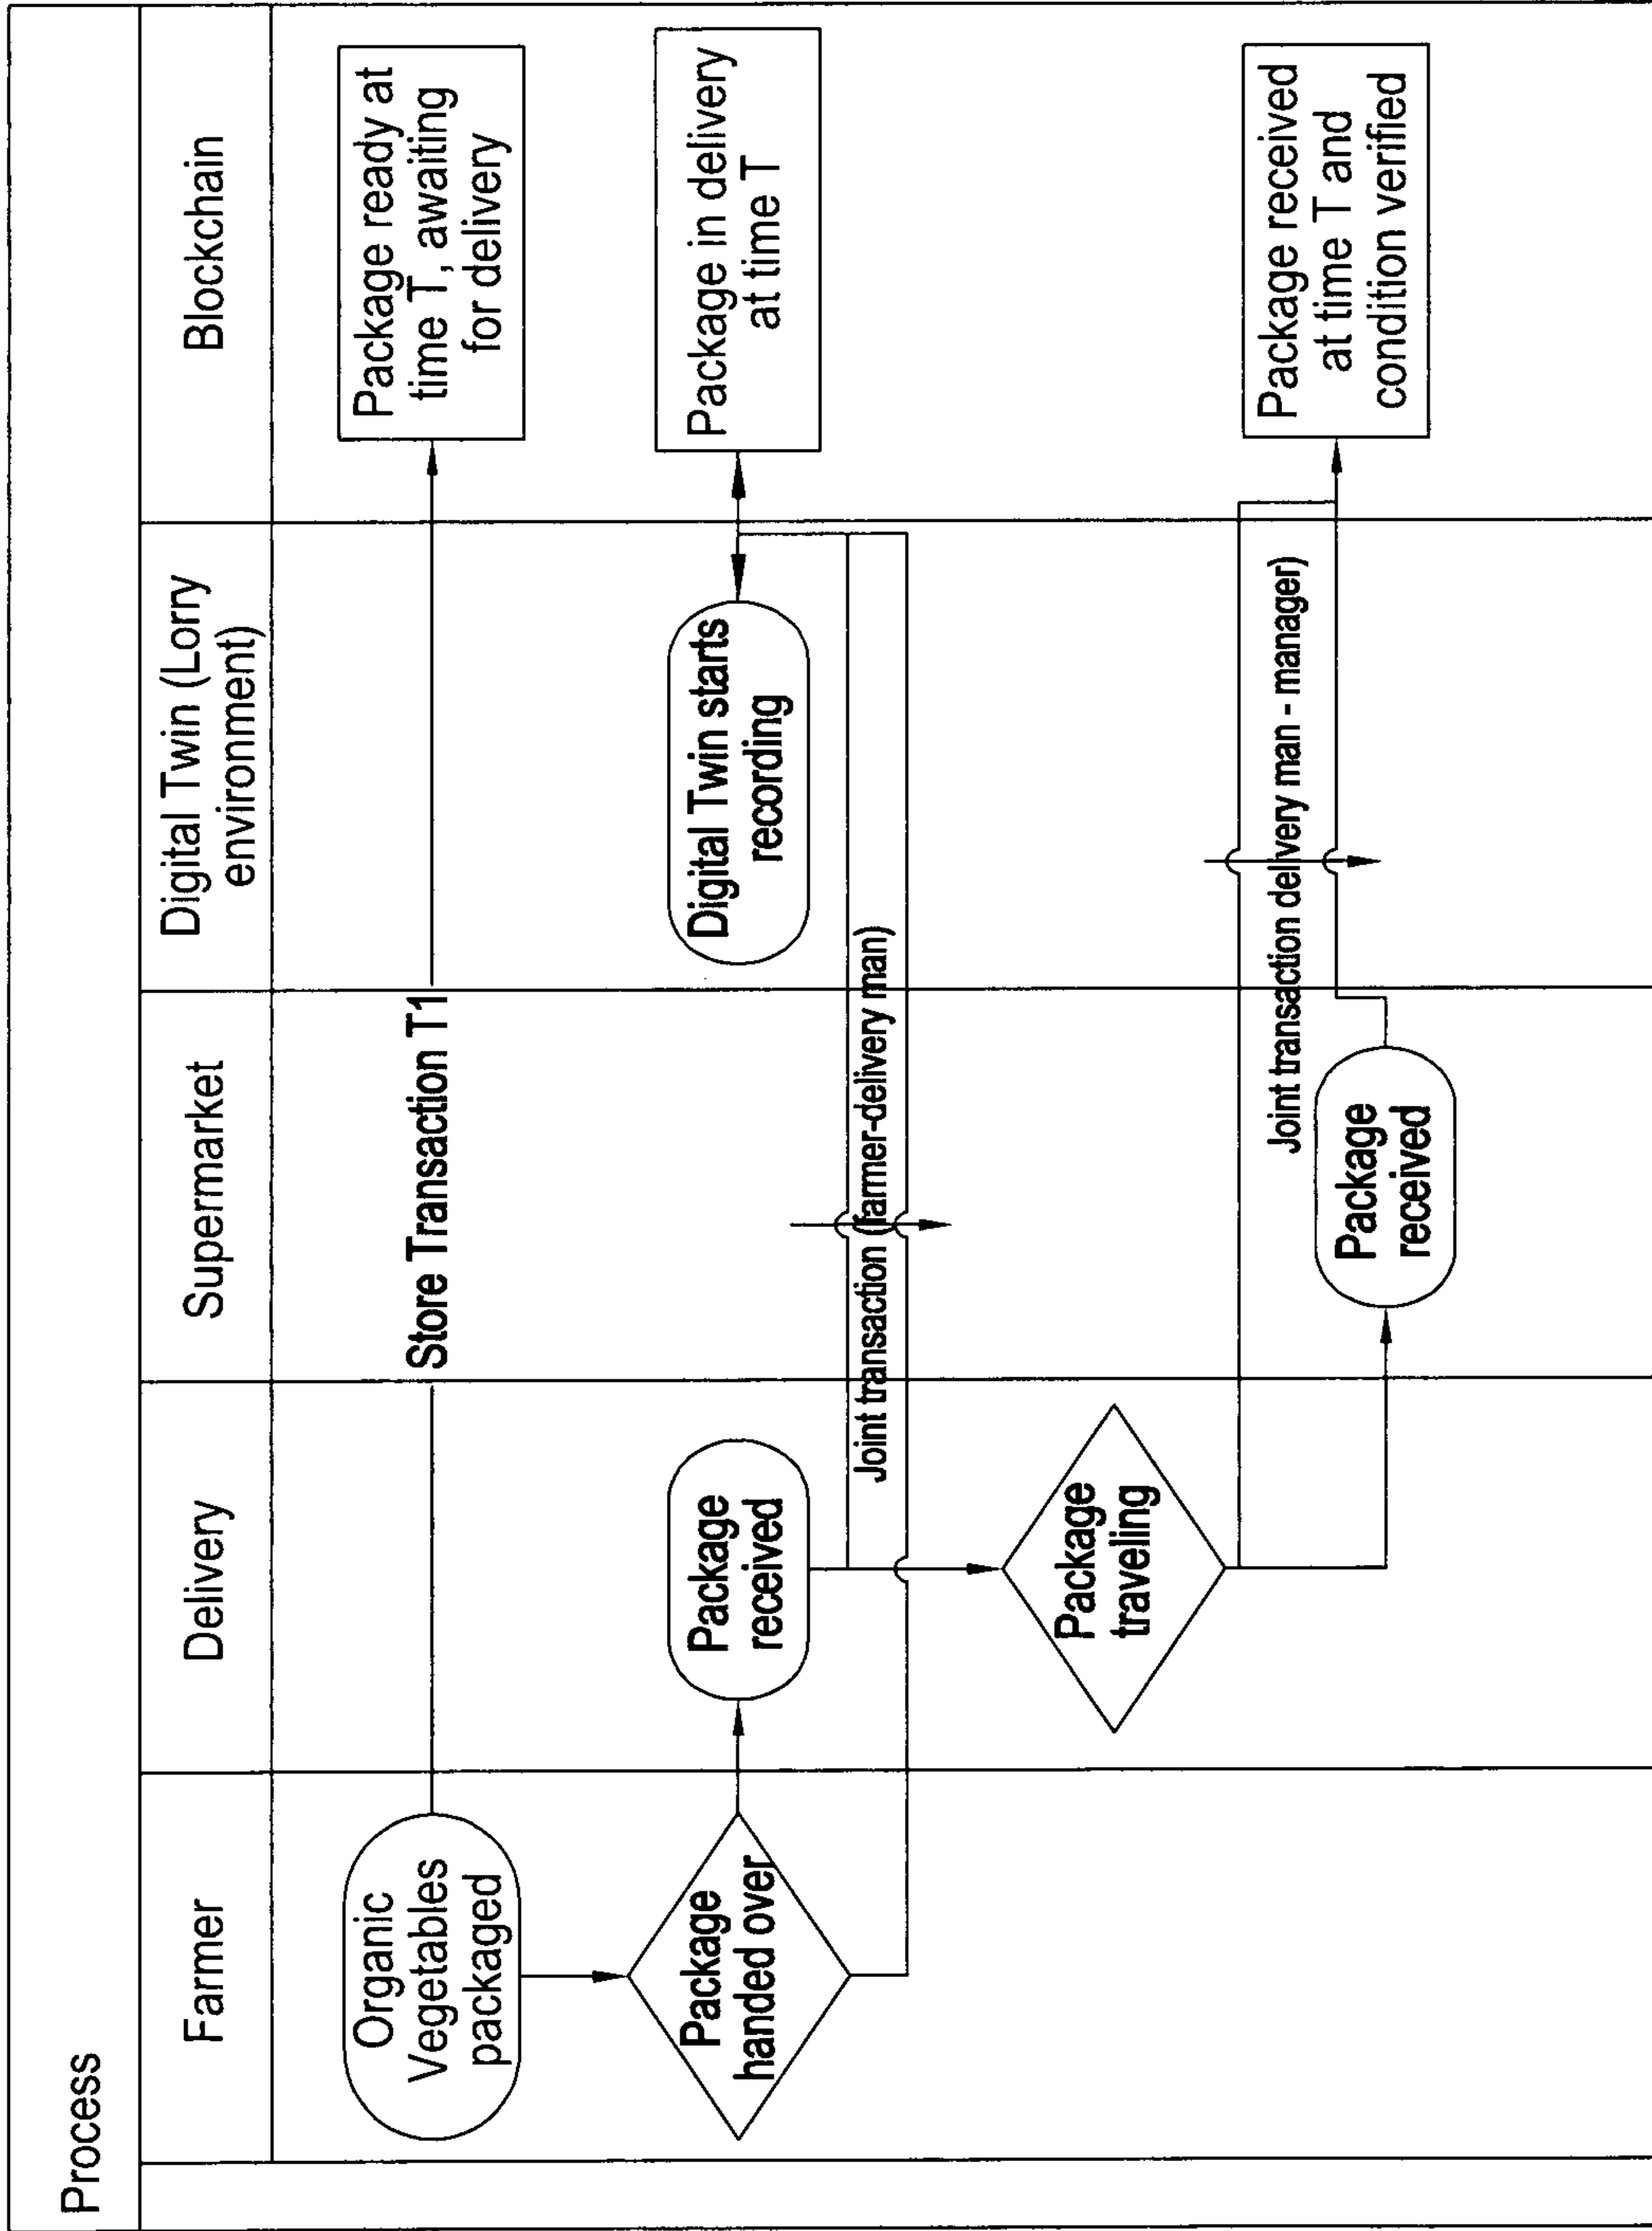 Process
Farmer
Delivery
Supermarket
Digital Twin (Lorry
environment)
Blockchain
Organic
Vegetables
packaged
Store Transaction T1
Package ready at
time T, awaiting
for delivery
Package
handed over
Package
received
Digital Twin starts
recording
Package in delivery
at time T
Joint transaction (farmer-delivery man)
Package
traveling
Joint transaction delivery man - manager)
Package
received
Package received
at time T and
condition verified